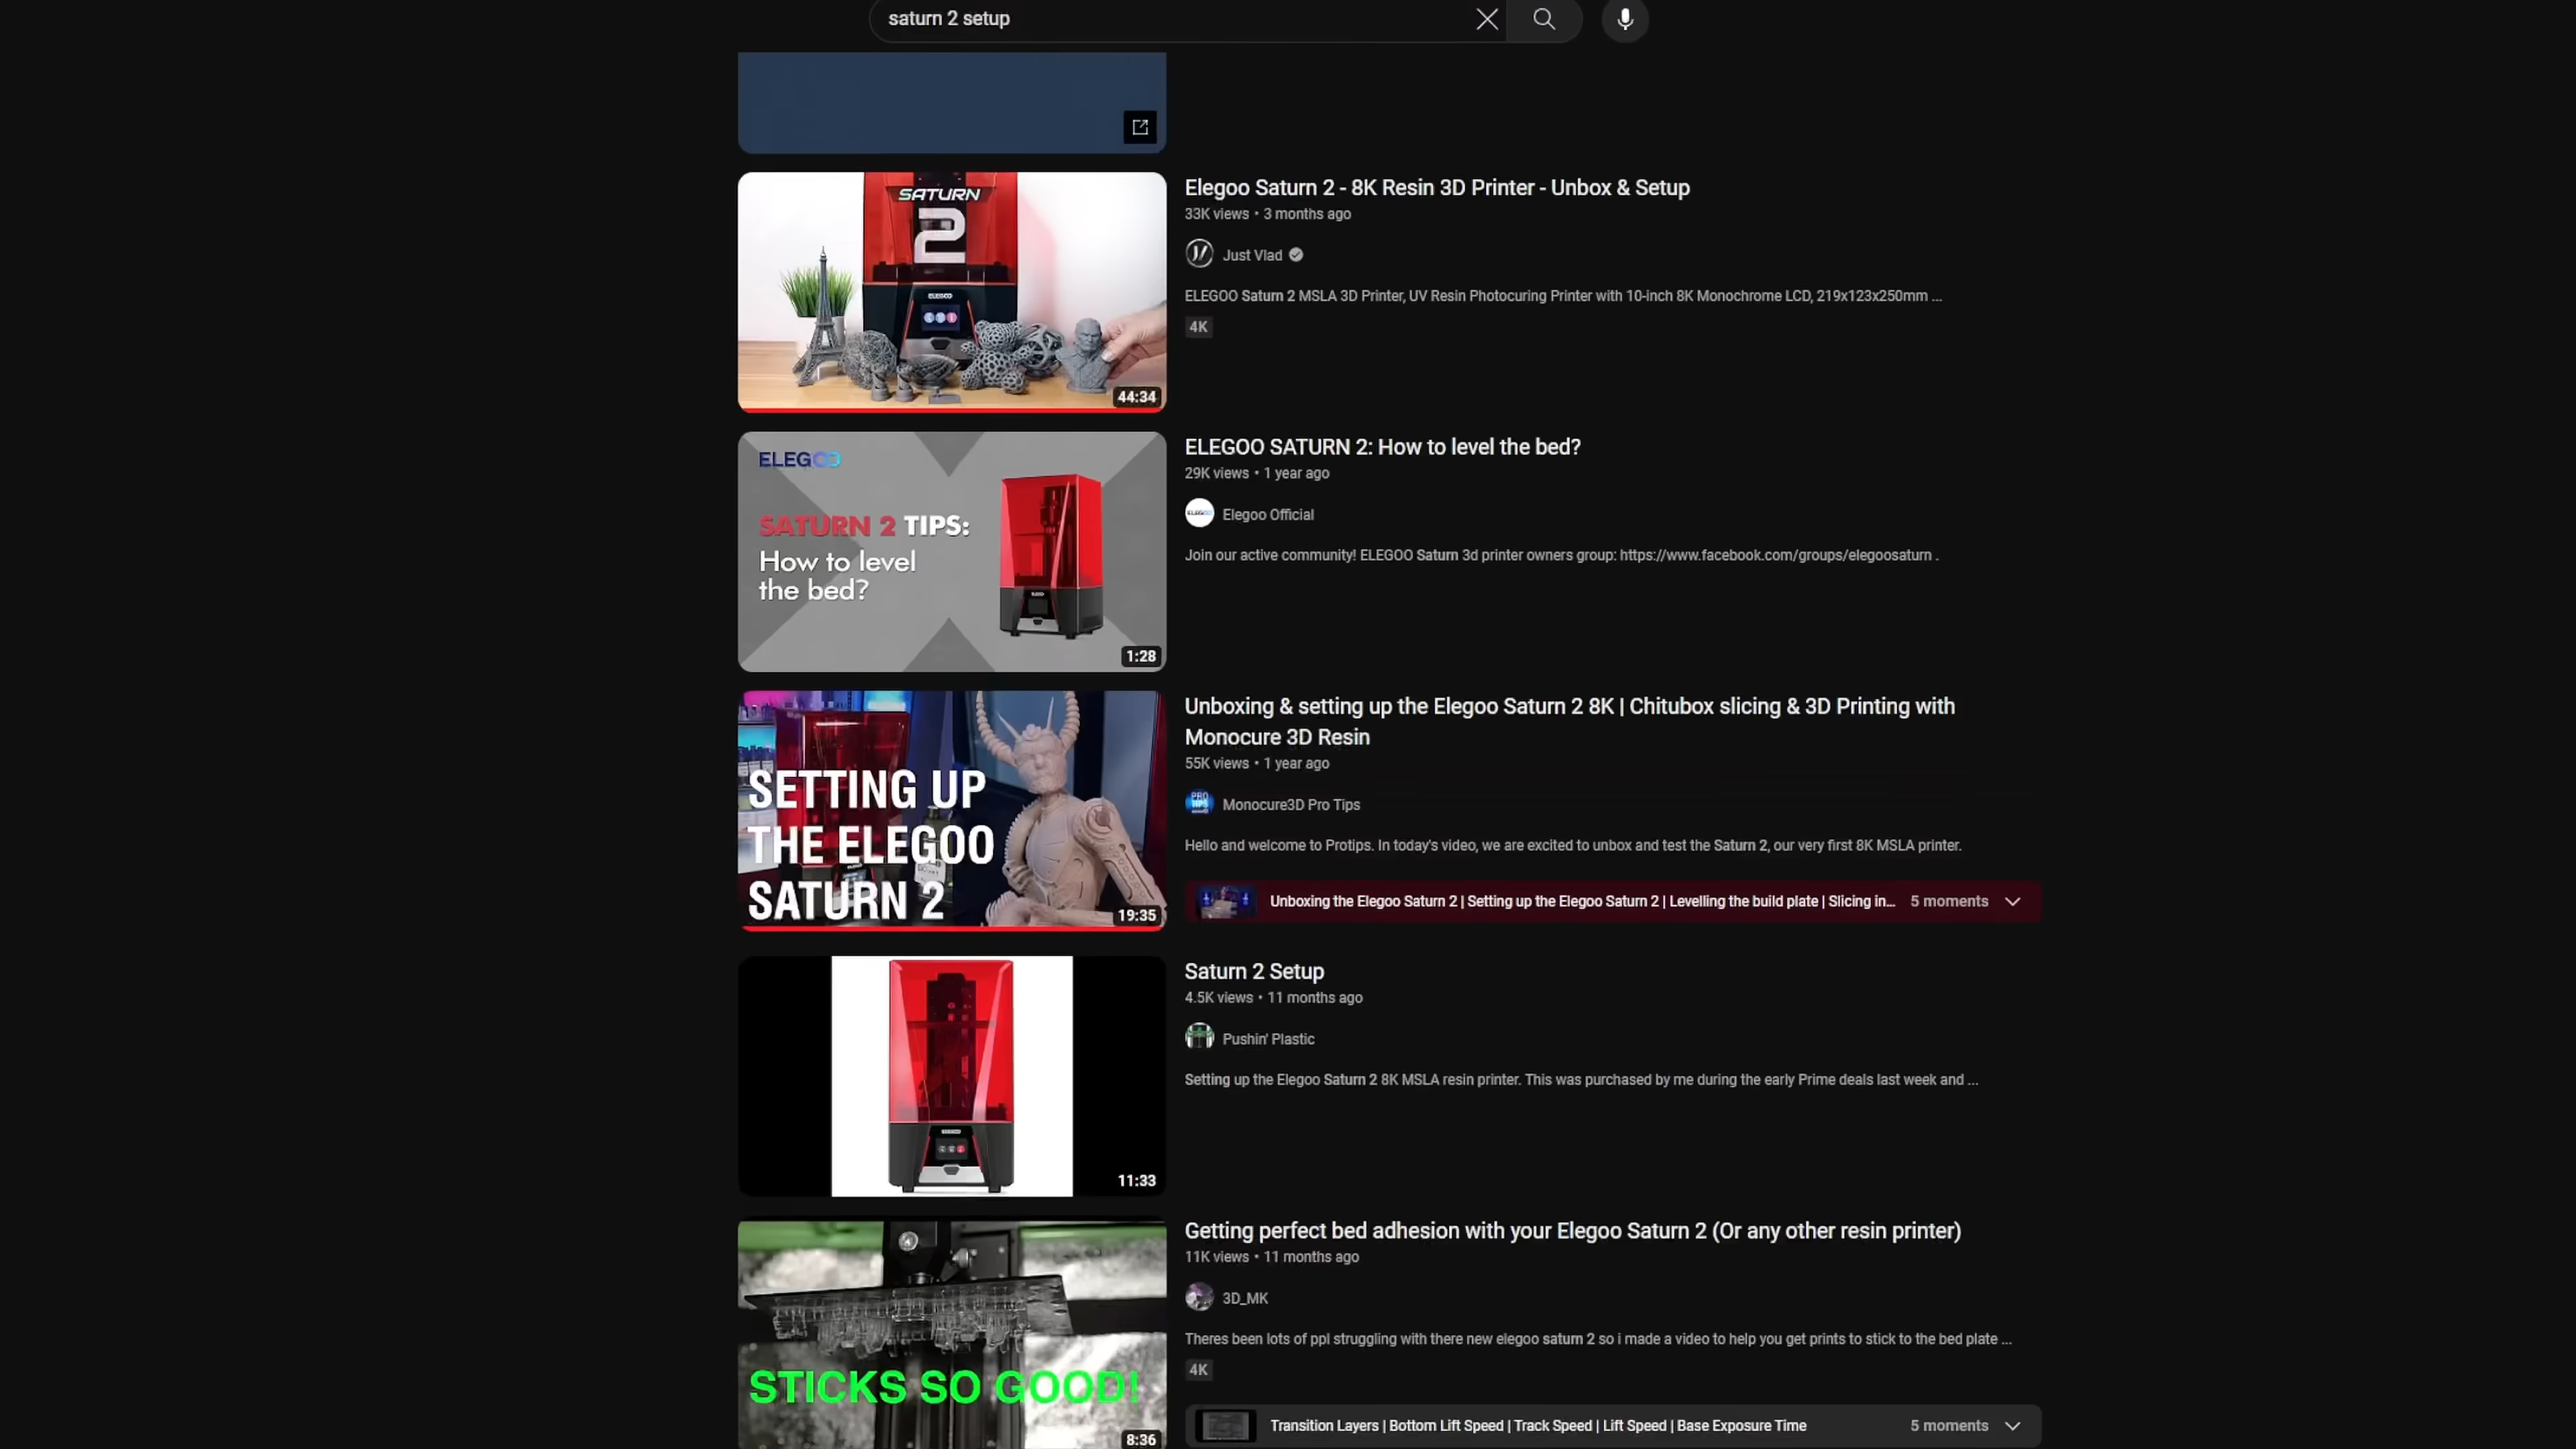 saturn 2 setup
SATURN
2
ELEGOO
44:34
Elegoo Saturn 2 - 8K Resin 3D Printer - Unbox & Setup
33K views • 3 months ago
Just Vlad
ELEGOO Saturn 2 MSLA 3D Printer, UV Resin Photocuring Printer with 10-inch 8K Monochrome LCD, 219x123x250mm ...
4K
ELEGOO
SATURN 2 TIPS:
How to level
the bed?
1:28
ELEGOO SATURN 2: How to level the bed?
29K views • 1 year ago
Elegoo Official
Join our active community! ELEGOO Saturn 3d printer owners group: https://www.facebook.com/groups/elegoosaturn .
SETTING UP
THE ELEGOO
SATURN 2
19:35
Unboxing & setting up the Elegoo Saturn 2 8K | Chitubox slicing & 3D Printing with
Monocure 3D Resin
55K views • 1 year ago
PRO
TIPS
Monocure3D Pro Tips
Hello and welcome to Protips. In today's video, we are excited to unbox and test the Saturn 2, our very first 8K MSLA printer.
Unboxing the Elegoo Saturn 2 | Setting up the Elegoo Saturn 2 | Levelling the build plate | Slicing in... 5 moments
11:33
Saturn 2 Setup
4.5K views • 11 months ago
Pushin' Plastic
Setting up the Elegoo Saturn 2 8K MSLA resin printer. This was purchased by me during the early Prime deals last week and ...
STICKS SO GOOD!
8:36
Getting perfect bed adhesion with your Elegoo Saturn 2 (Or any other resin printer)
11K views • 11 months ago
3D_MK
Theres been lots of ppl struggling with there new elegoo saturn 2 so i made a video to help you get prints to stick to the bed plate ...
4K
Transition Layers | Bottom Lift Speed | Track Speed | Lift Speed | Base Exposure Time 5 moments